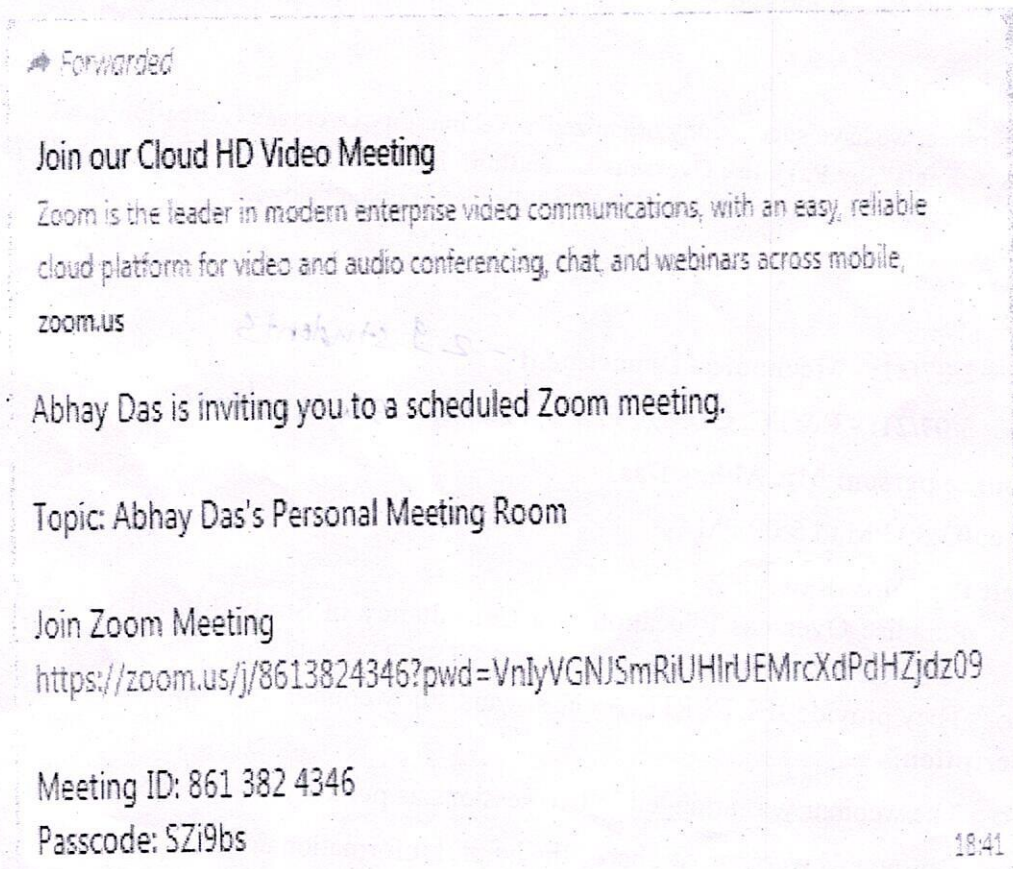 Forwarded
Join our Cloud HD Video Meeting
Zoom is the leader in modern enterprise video communications, with an easy, reliable
cloud platform for video and audio conferencing, chat, and webinars across mobile,
zoom.us
Abhay Das is inviting you to a scheduled Zoom meeting.
Topic: Abhay Das's Personal Meeting Room
Join Zoom Meeting
https://zoom.us/j/8613824346?pwd=VnIyVGNJSmRiUHlrUEMrcXdPdHZjdz09
Meeting ID: 861 382 4346
Passcode: SZi9bs
18:41